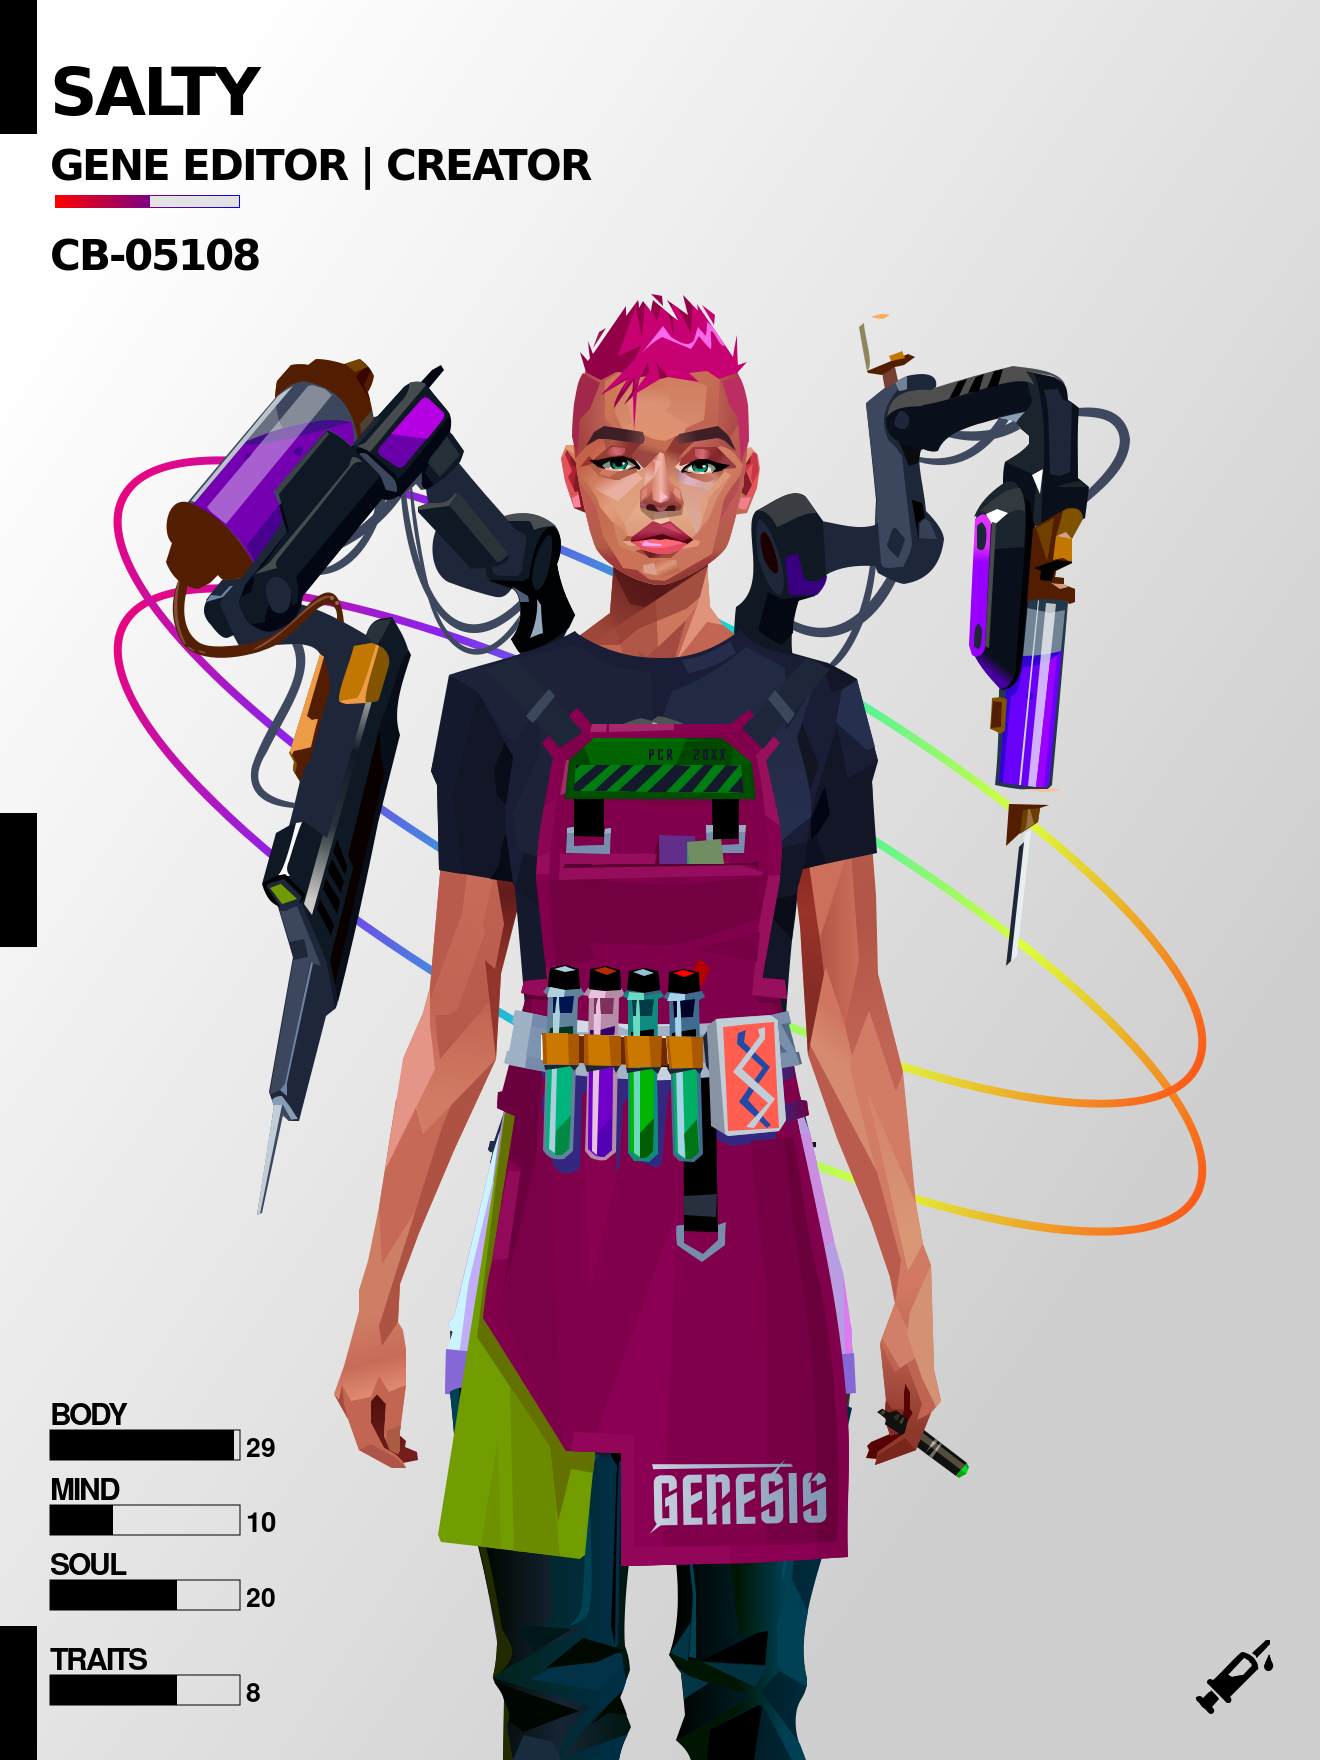 SALTY
GENE EDITOR | CREATOR
CB-05108
PCR - 20XX
GENESIS
BODY
29
MIND
10
SOUL
20
TRAITS
8